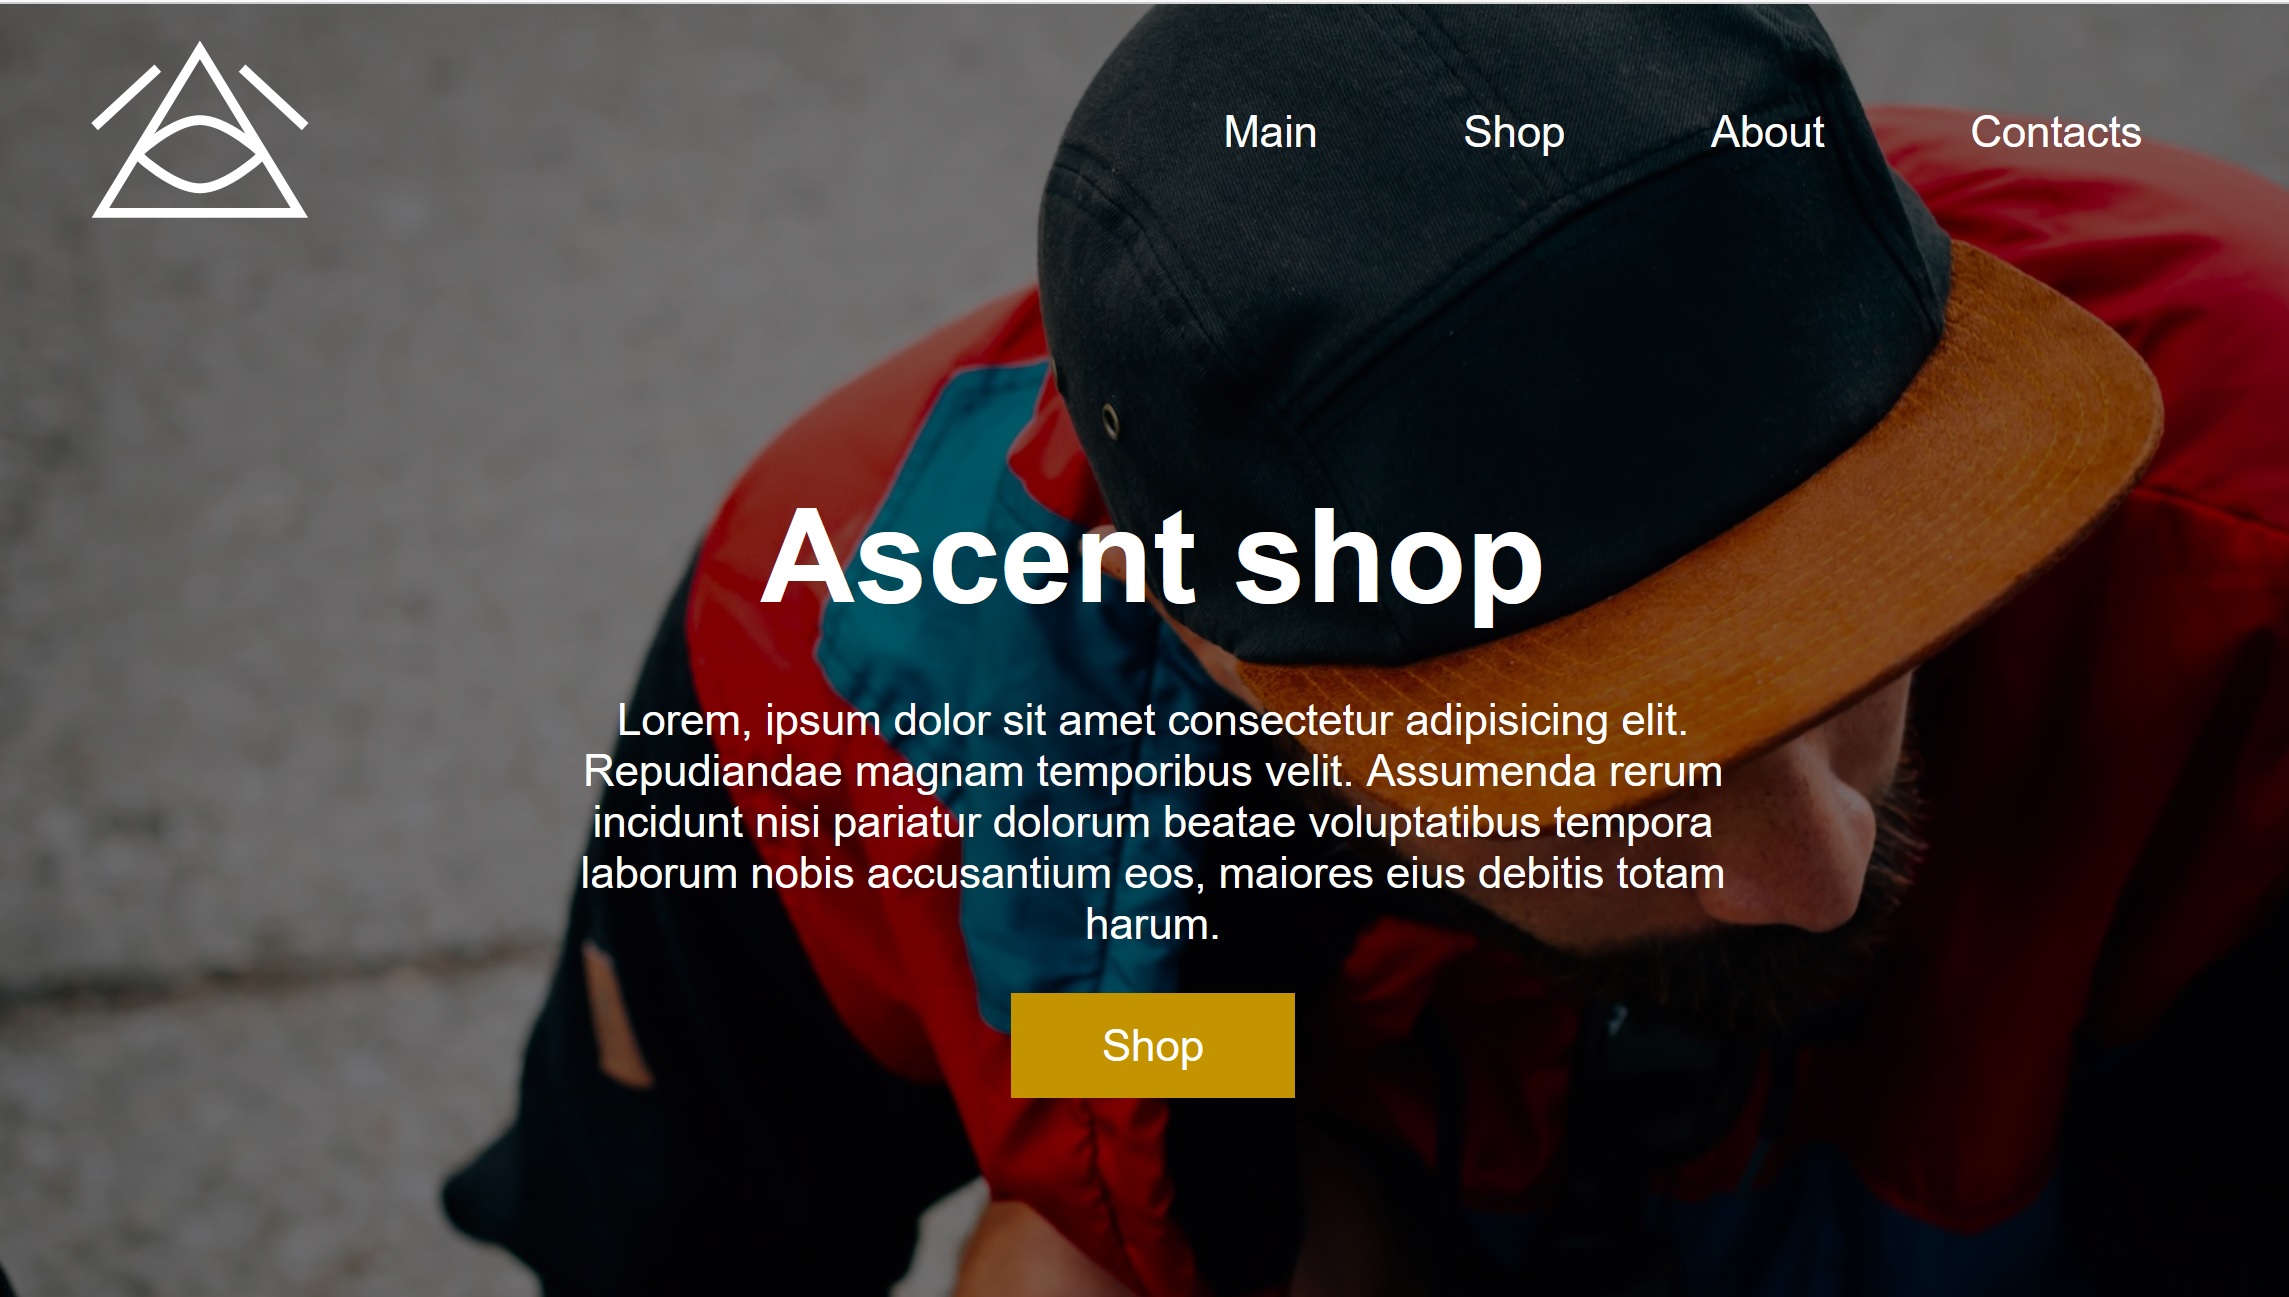 Main Shop About Contacts
Ascent shop
Lorem, ipsum dolor sit amet consectetur adipisicing elit.
Repudiandae magnam temporibus velit. Assumenda rerum
incidunt nisi pariatur dolorum beatae voluptatibus tempora
laborum nobis accusantium eos, maiores eius debitis totam
harum.
Shop